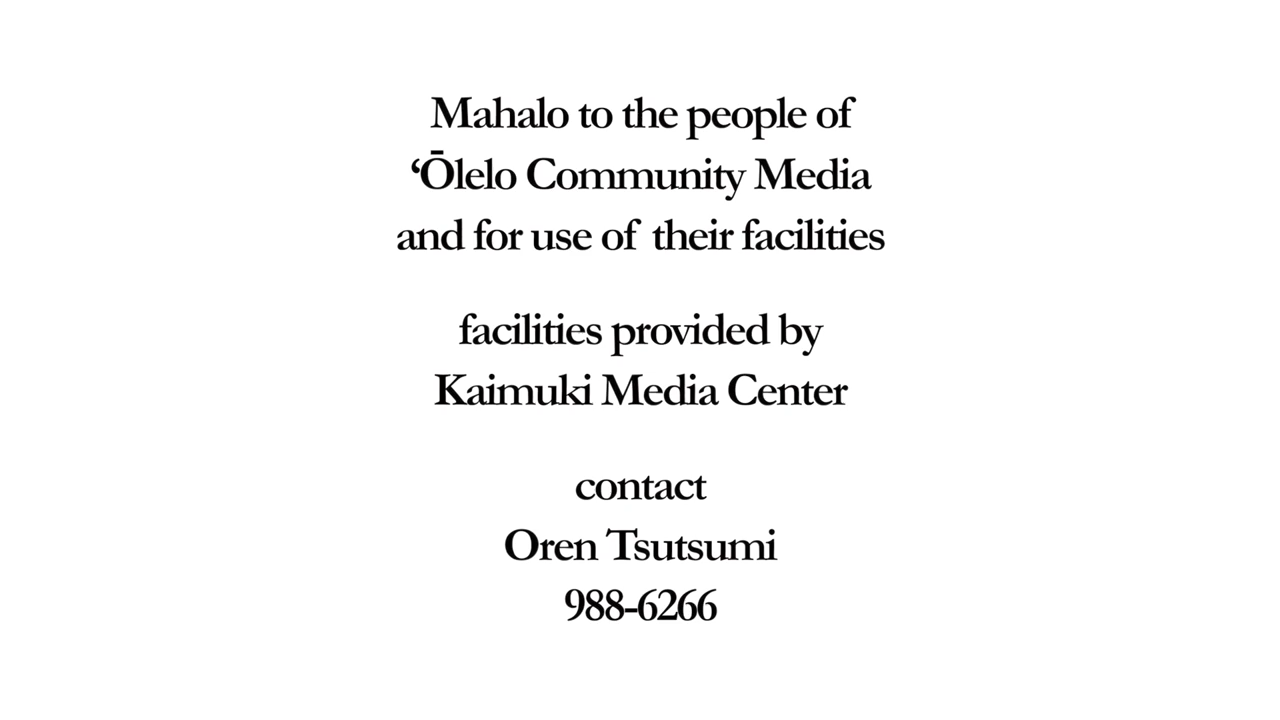 Mahalo to the people of
‘Ōlelo Community Media
and for use of their facilities
facilities provided by
Kaimuki Media Center
contact
Oren Tsutsumi
988-6266